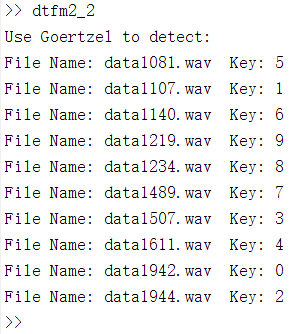 >> dtfm2_2
Use Goertzel to detect:
File Name: data1081.wav  Key: 5
File Name: data1107.wav  Key: 1
File Name: data1140.wav  Key: 6
File Name: data1219.wav  Key: 9
File Name: data1234.wav  Key: 8
File Name: data1489.wav  Key: 7
File Name: data1507.wav  Key: 3
File Name: data1611.wav  Key: 4
File Name: data1942.wav  Key: 0
File Name: data1944.wav  Key: 2
>>